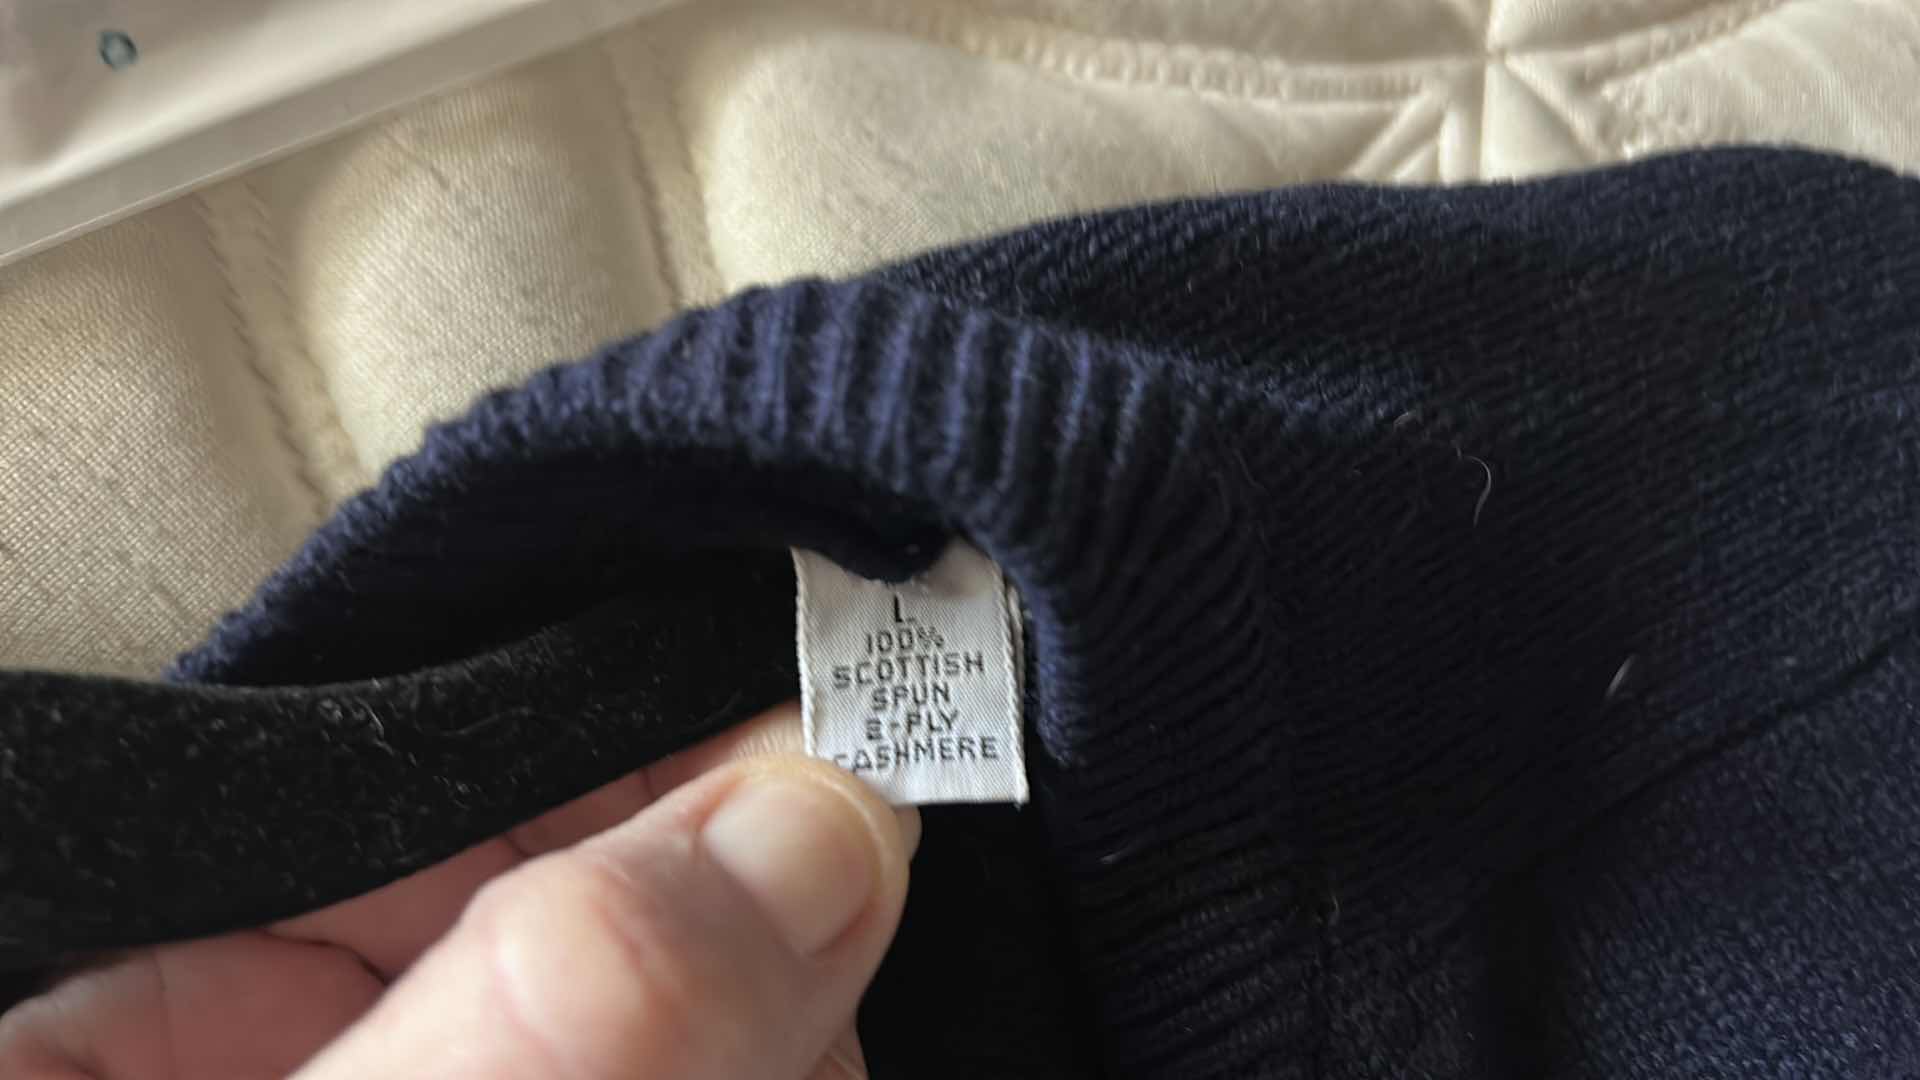 L
100%
SCOTTISH
SPUN
2-PLY
CASHMERE